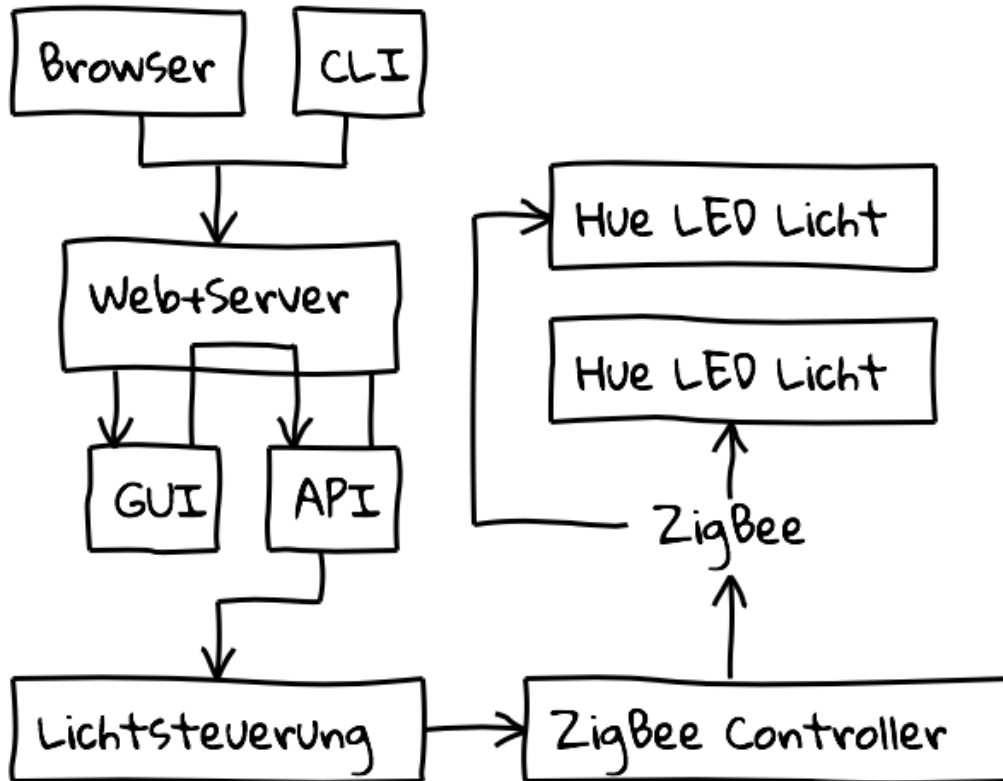 Browser
CLI
Web+Server
Hue LED Licht
Hue LED Licht
GUI
API
ZigBee
Lichtsteuerung
ZigBee Controller